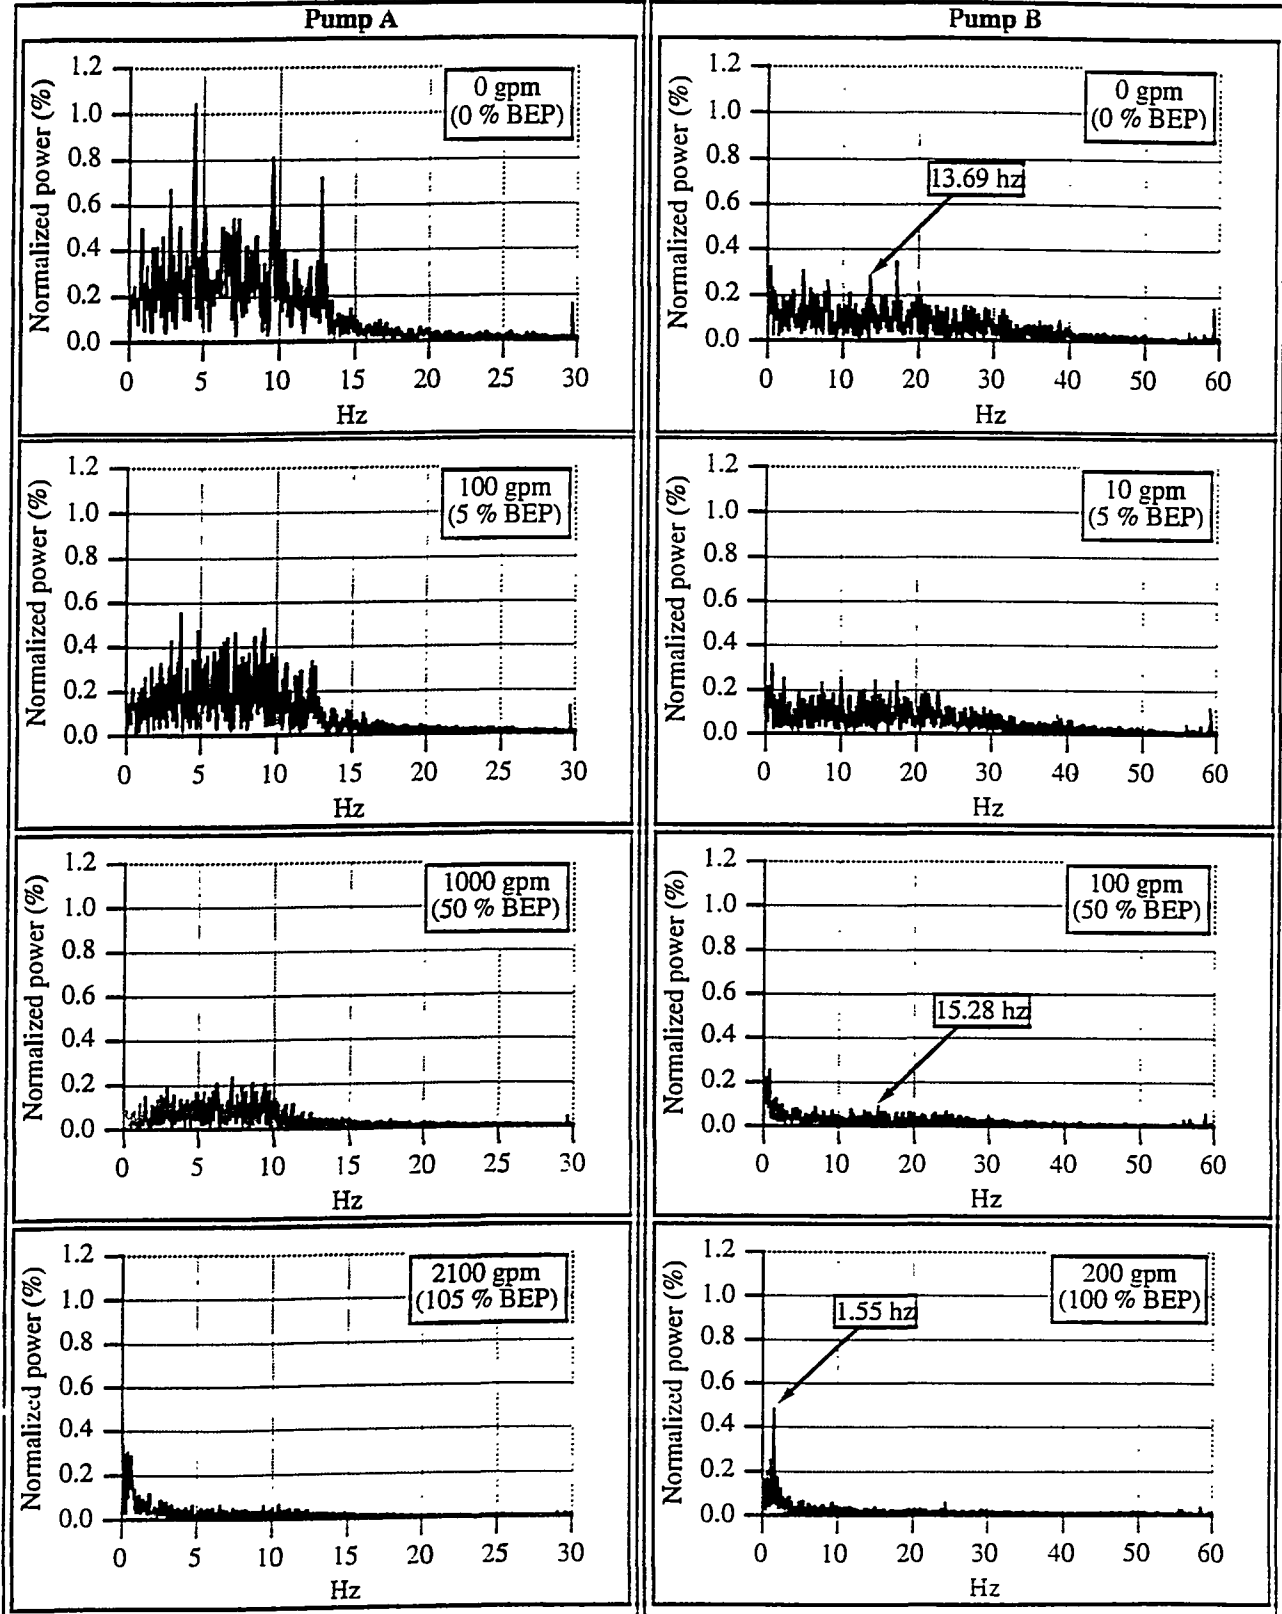 Pump A
Pump B
Normalized power (%)
1.2
1.0
0.8
0.6
0.4
0.2
0.0
0 gpm
(0 % BEP)
0 5 10 15 20 25 30
Hz
Normalized power (%)
1.2
1.0
0.8
0.6
0.4
0.2
0.0
0 gpm
(0 % BEP)
13.69 hz
0 10 20 30 40 50 60
Hz
Normalized power (%)
1.2
1.0
0.8
0.6
0.4
0.2
0.0
100 gpm
(5 % BEP)
0 5 10 15 20 25 30
Hz
Normalized power (%)
1.2
1.0
0.8
0.6
0.4
0.2
0.0
10 gpm
(5 % BEP)
0 10 20 30 40 50 60
Hz
Normalized power (%)
1.2
1.0
0.8
0.6
0.4
0.2
0.0
1000 gpm
(50 % BEP)
0 5 10 15 20 25 30
Hz
Normalized power (%)
1.2
1.0
0.8
0.6
0.4
0.2
0.0
100 gpm
(50 % BEP)
15.28 hz
0 10 20 30 40 50 60
Hz
Normalized power (%)
1.2
1.0
0.8
0.6
0.4
0.2
0.0
2100 gpm
(105 % BEP)
0 5 10 15 20 25 30
Hz
Normalized power (%)
1.2
1.0
0.8
0.6
0.4
0.2
0.0
200 gpm
(100 % BEP)
1.55 hz
0 10 20 30 40 50 60
Hz